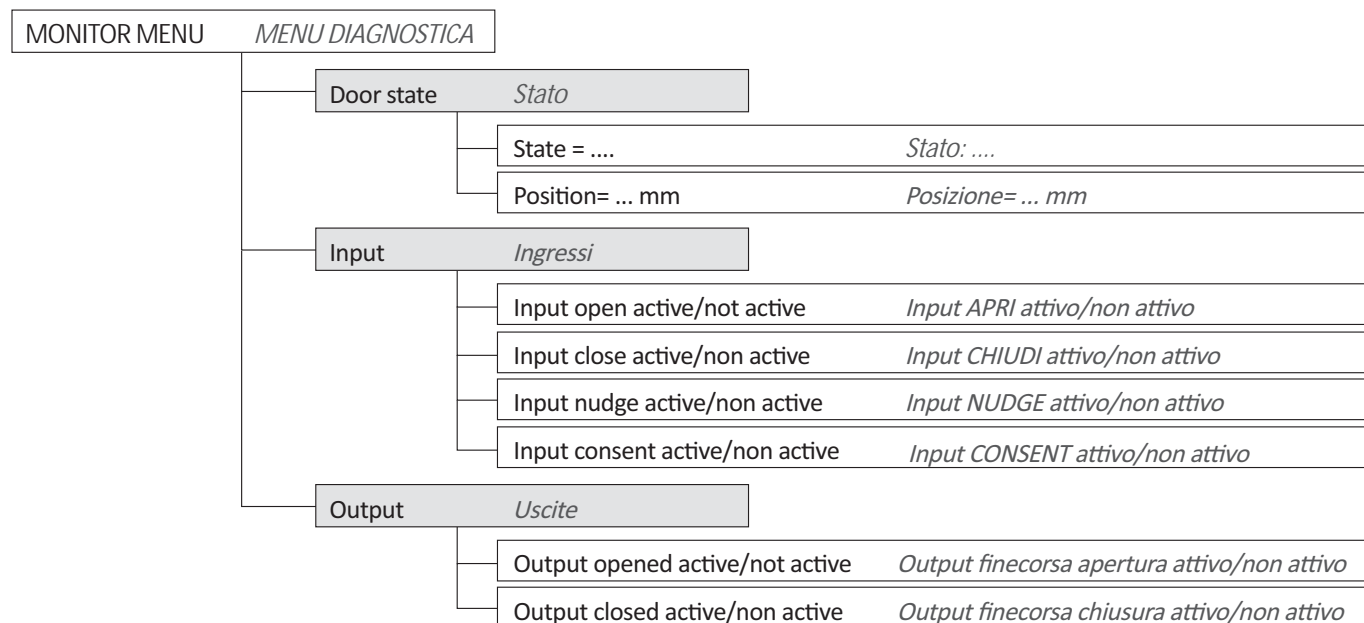 MONITOR MENU MENU DIAGNOSTICA
Door state Stato
State = .... Stato: ....
Position= ... mm Posizione= ... mm
Input Ingressi
Input open active/not active Input APRI attivo/non attivo
Input close active/non active Input CHIUDI attivo/non attivo
Input nudge active/non active Input NUDGE attivo/non attivo
Input consent active/non active Input CONSENT attivo/non attivo
Output Uscite
Output opened active/not active Output finecorsa apertura attivo/non attivo
Output closed active/non active Output finecorsa chiusura attivo/non attivo